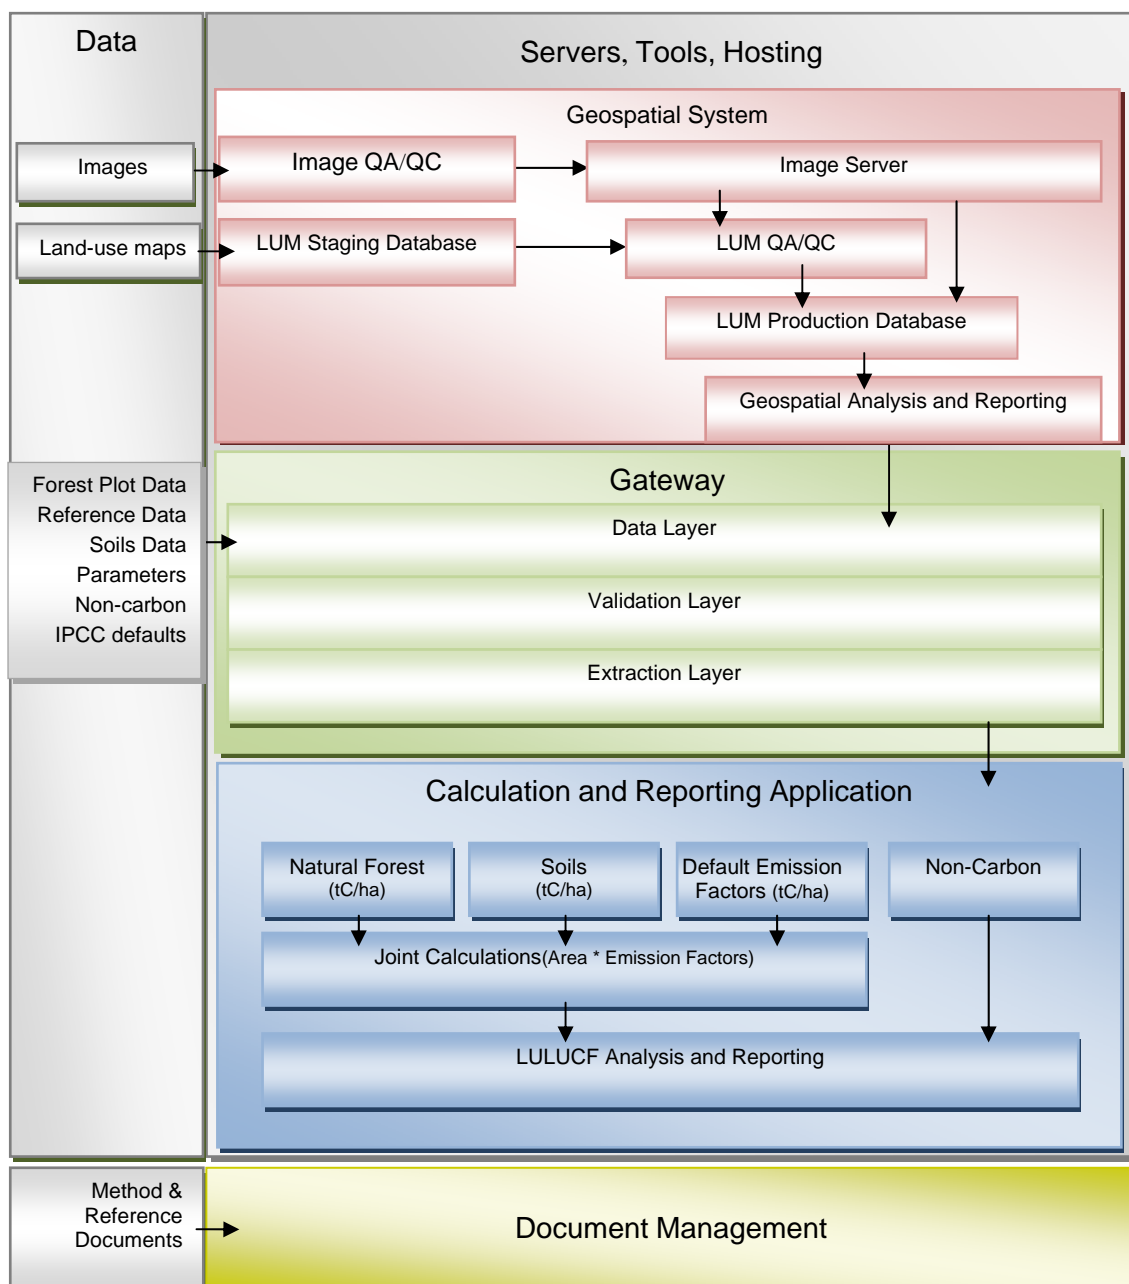 Data
Servers, Tools, Hosting
Geospatial System
Images
Image QA/QC
Image Server
Land-use maps
LUM Staging Database
LUM QA/QC
LUM Production Database
Geospatial Analysis and Reporting
Forest Plot Data
Reference Data
Soils Data
Parameters
Non-carbon
IPCC defaults
Gateway
Data Layer
Validation Layer
Extraction Layer
Calculation and Reporting Application
Natural Forest
(tC/ha)
Soils
(tC/ha)
Default Emission
Factors (tC/ha)
Non-Carbon
Joint Calculations(Area * Emission Factors)
LULUCF Analysis and Reporting
Method &
Reference
Documents
Document Management